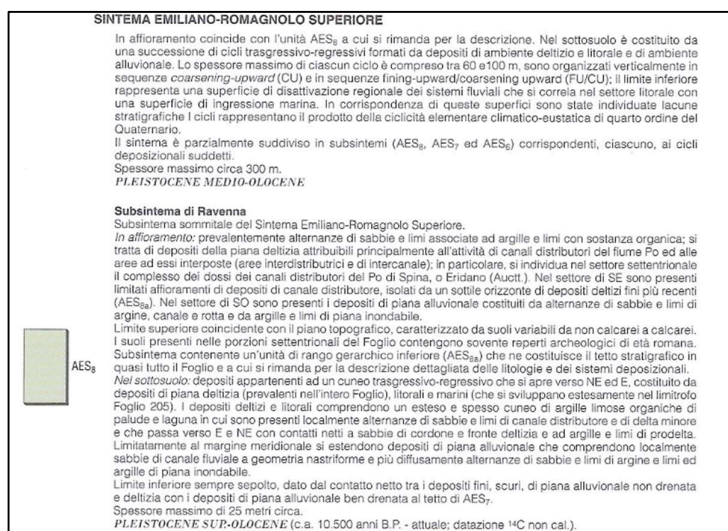 SINTEMA EMILIANO-ROMAGNOLO SUPERIORE
In affioramento coincide con l'unità AES8 a cui si rimanda per la descrizione. Nel sottosuolo è costituito da
una successione di cicli trasgressivo-regressivi formati da depositi di ambiente deltizio e litorale e di ambiente
alluvionale. Lo spessore massimo di ciascun ciclo è compreso tra 60 e100 m, sono organizzati verticalmente in
sequenze coarsening-upward (CU) e in sequenze fining-upward/coarsening upward (FU/CU); il limite inferiore
rappresenta una superficie di disattivazione regionale dei sistemi fluviali che si correla nel settore litorale con
una superficie di ingressione marina. In corrispondenza di queste superfici sono state individuate lacune
stratigrafiche I cicli rappresentano il prodotto della ciclicità elementare climatico-eustatica di quarto ordine del
Quaternario.
Il sistema è parzialmente suddiviso in subsintemi (AES8, AES7 ed AES6) corrispondenti, ciascuno, ai cicli
deposizionali suddetti.
Spessore massimo circa 300 m.
PLEISTOCENE MEDIO-OLOCENE
Subsintema di Ravenna
Subsintema sommitale del Sintema Emiliano-Romagnolo Superiore.
In affioramento: prevalentemente alternanze di sabbie e limi associate ad argille e limi con sostanza organica; si
tratta di depositi della piana deltizia attribuibili principalmente all'attività di canali distributori del fiume Po ed alle
aree ad essi interposte (aree interdistributrici e di intercanale); in particolare, si individua nel settore settentrionale
il complesso dei dossi dei canali distributori del Po di Spina, o Eridano (Auctt.). Nel settore di SE sono presenti
limitati affioramenti di depositi di canale distributore, isolati da un sottile orizzonte di depositi deltizi fini più recenti
(AES8a). Nel settore di SO sono presenti i depositi di piana alluvionale costituiti da alternanze di sabbie e limi di
argine, canale e rotta e da argille e limi di piana inondabile.
Limite superiore coincidente con il piano topografico, caratterizzato da suoli variabili da non calcarei a calcarei.
I suoli presenti nelle porzioni settentrionali del Foglio contengono sovente reperti archeologici di età romana.
Subsintema contenente un'unità di rango gerarchico inferiore (AES8a) che ne costituisce il tetto stratigrafico in
quasi tutto il Foglio e a cui si rimanda per la descrizione dettagliata delle litologie e dei sistemi deposizionali.
AES8
Nel sottosuolo: depositi appartenenti ad un cuneo trasgressivo-regressivo che si apre verso NE ed E, costituito da
depositi di piana deltizia (prevalenti nell'intero Foglio), litorali e marini (che si sviluppano estesamente nel limitrofo
Foglio 205). I depositi deltizi e litorali comprendono un esteso e spesso cuneo di argille limose organiche di
palude e laguna in cui sono presenti localmente alternanze di sabbie e limi di canale distributore e di delta minore
e che passa verso E e NE con contatti netti a sabbie di cordone e fronte deltizia e ad argille e limi di prodelta.
Limitatamente al margine meridionale si estendono depositi di piana alluvionale che comprendono localmente
sabbie di canale fluviale a geometria nastriforme e più diffusamente alternanze di sabbie e limi di argine e limi ed
argille di piana inondabile.
Limite inferiore sempre sepolto, dato dal contatto netto tra i depositi fini, scuri, di piana alluvionale non drenata
e deltizia con i depositi di piana alluvionale ben drenata al tetto di AES7.
Spessore massimo di 25 metri circa.
PLEISTOCENE SUP.-OLOCENE (c.a. 10.500 anni B.P. - attuale; datazione 14C non cal.).